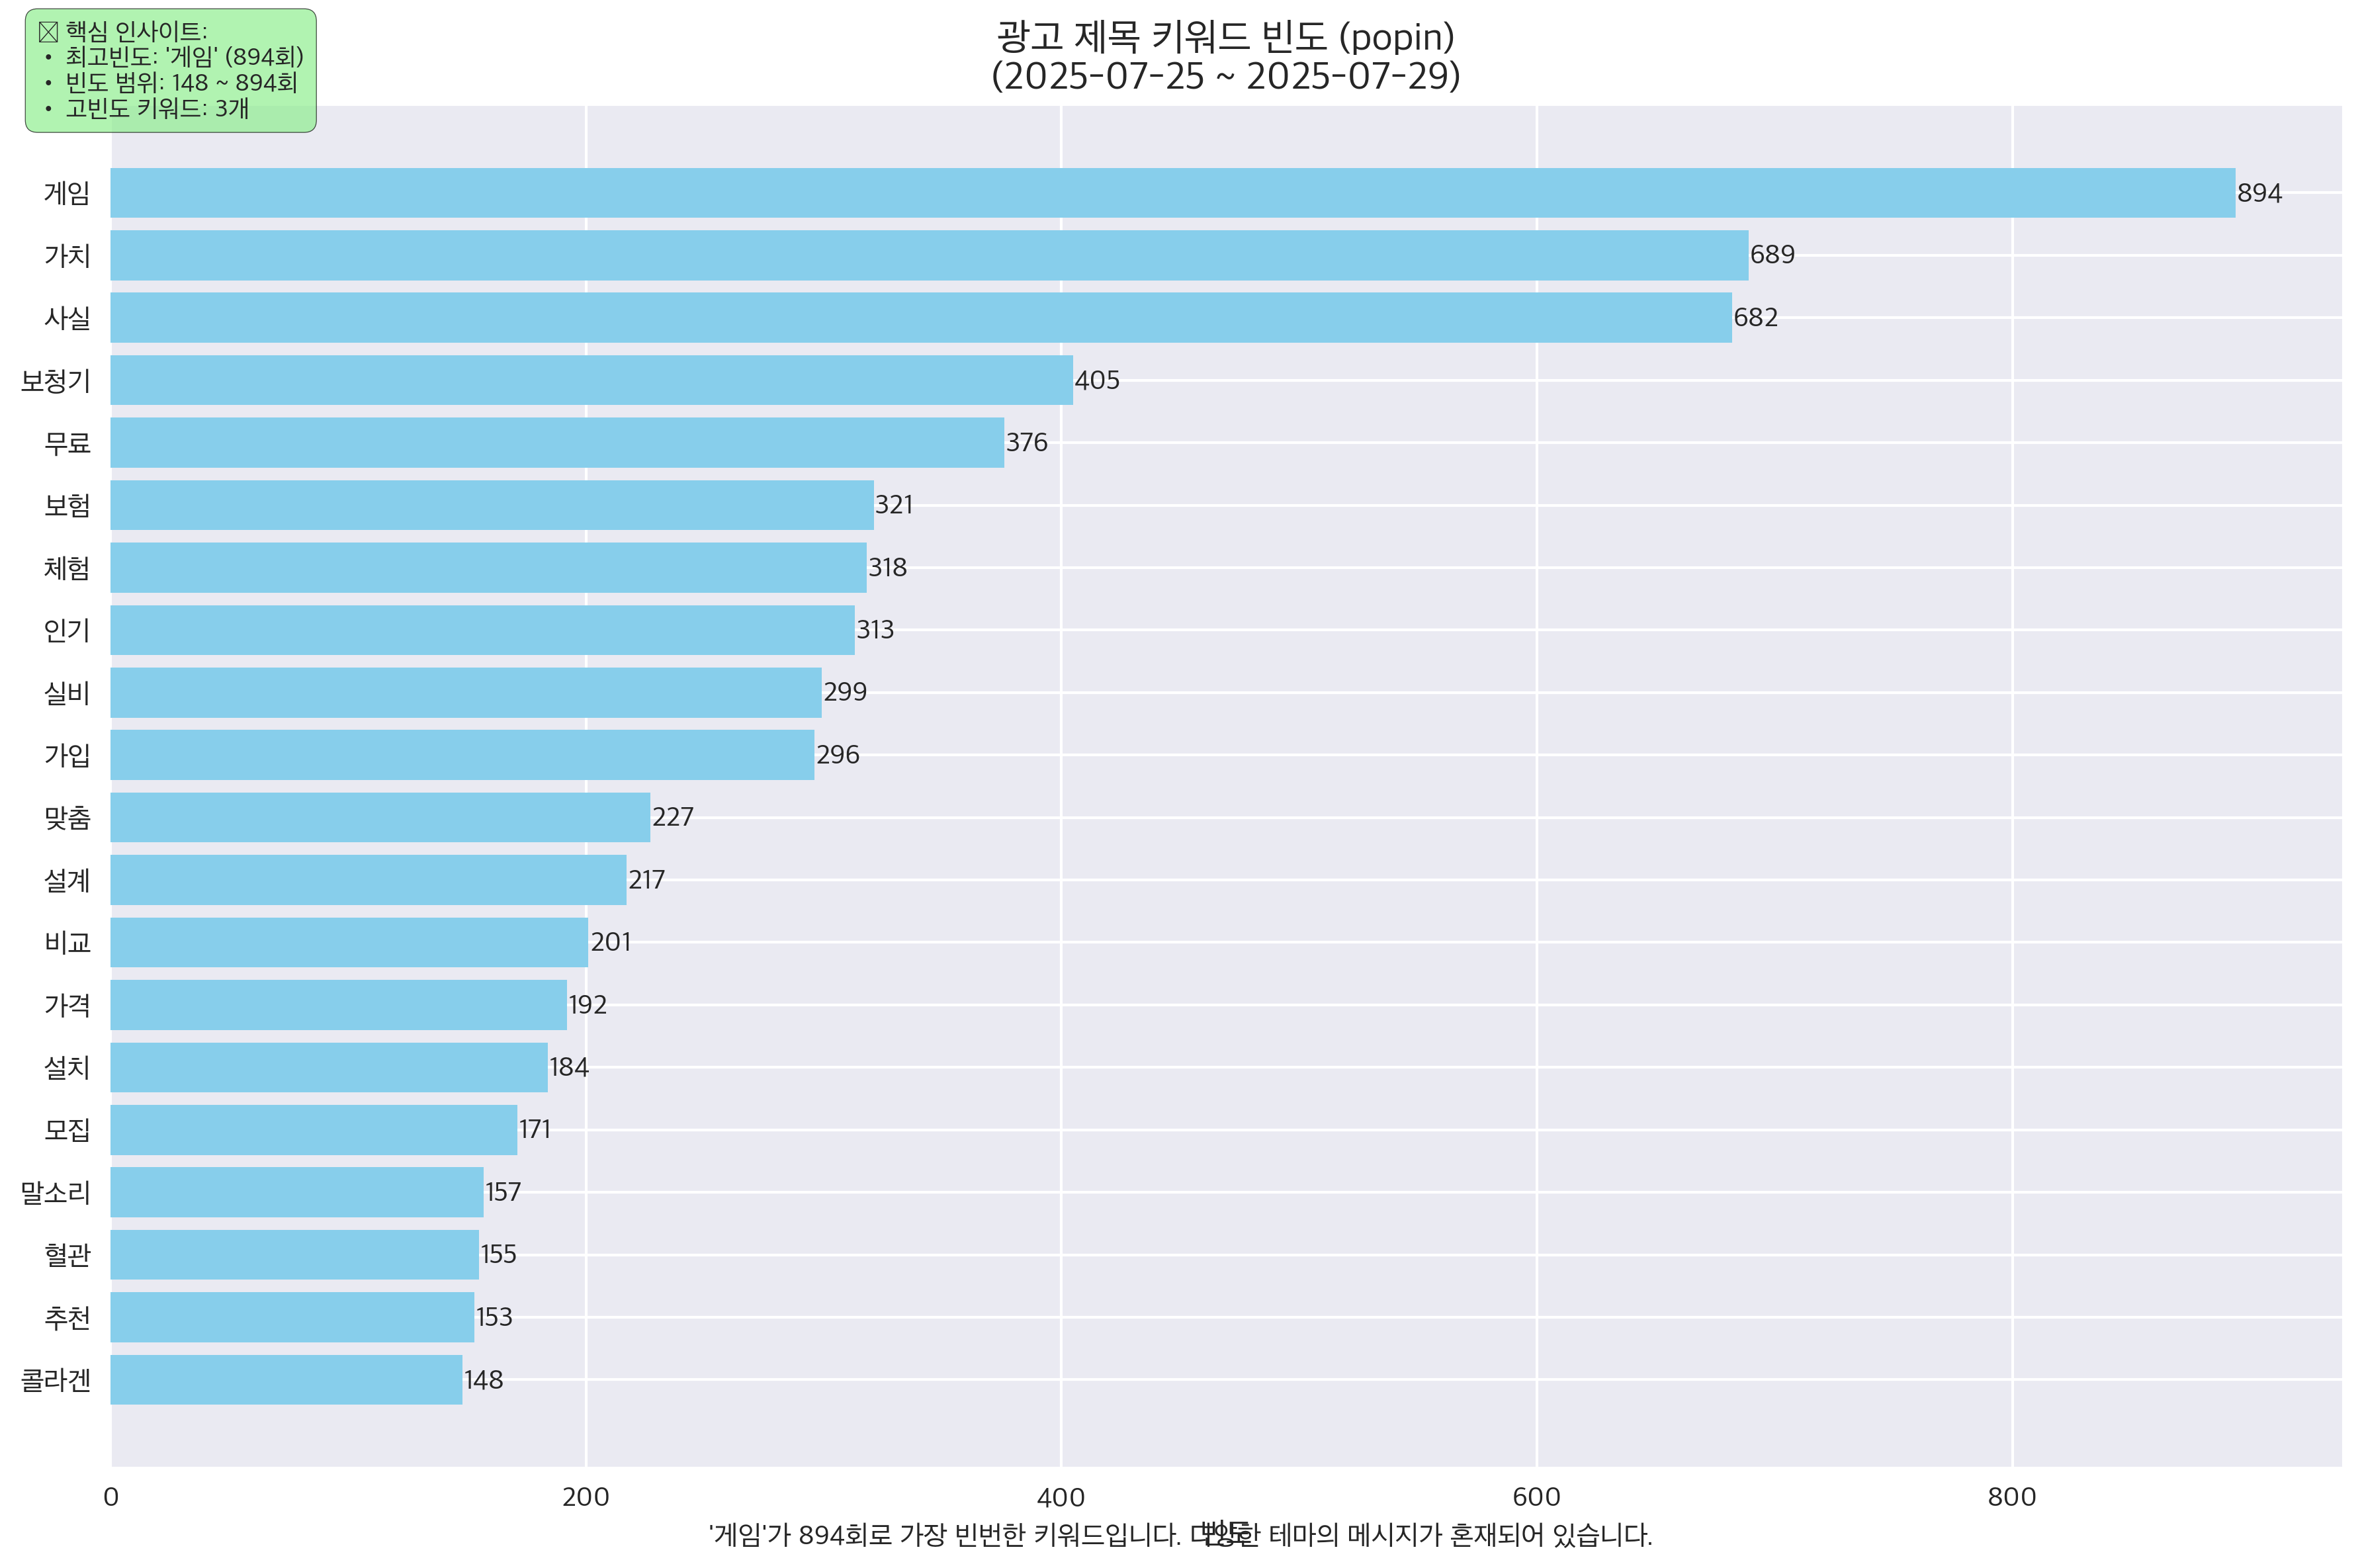 핵심 인사이트:
• 최고빈도: '게임' (894회)
• 빈도 범위: 148 ~ 894회
• 고빈도 키워드: 3개
광고 제목 키워드 빈도 (popin)
(2025-07-25 ~ 2025-07-29)
게임 894
가치 689
사실 682
보청기 405
무료 376
보험 321
체험 318
인기 313
실비 299
가입 296
맞춤 227
설계 217
비교 201
가격 192
설치 184
모집 171
말소리 157
혈관 155
추천 153
콜라겐 148
0 200 400 600 800
빈도
'게임'가 894회로 가장 빈번한 키워드입니다. 다양한 테마의 메시지가 혼재되어 있습니다.